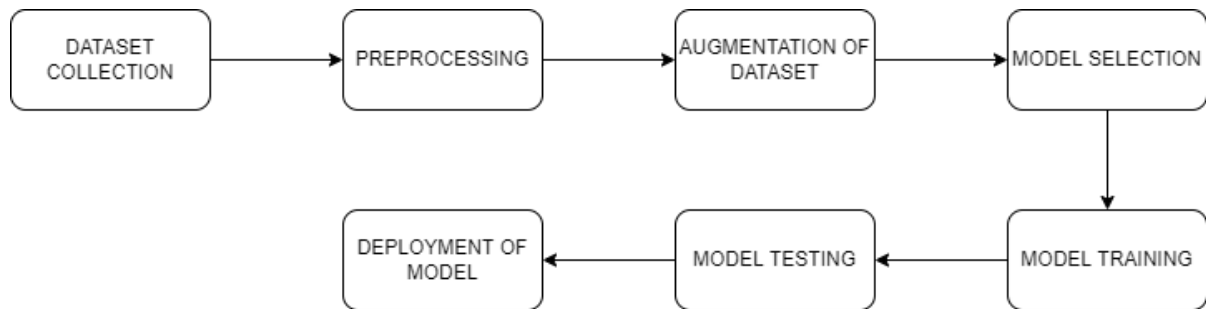 DATASET
COLLECTION
PREPROCESSING
AUGMENTATION OF
DATASET
MODEL SELECTION
MODEL TRAINING
MODEL TESTING
DEPLOYMENT OF
MODEL